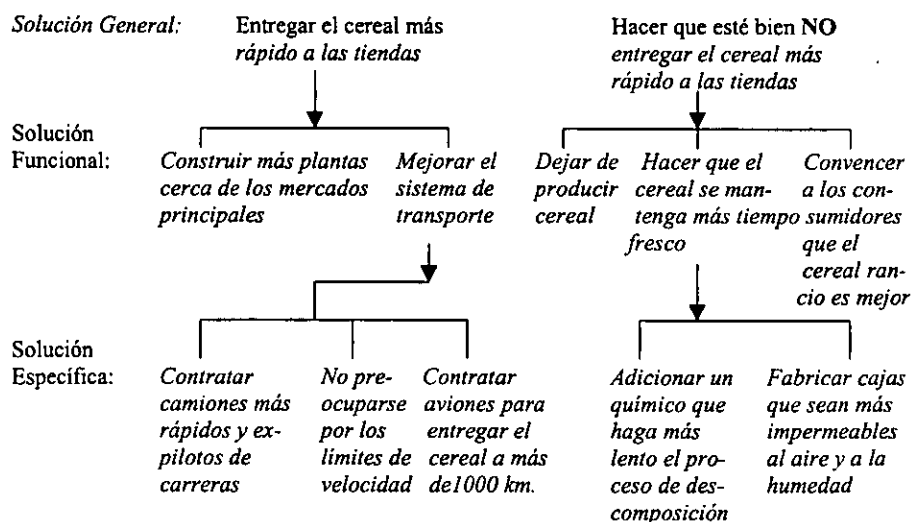 Solución General:
Entregar el cereal más
rápido a las tiendas
Hacer que esté bien NO
entregar el cereal más
rápido a las tiendas
Solución
Funcional:
Construir más plantas
cerca de los mercados
principales
Mejorar el
sistema de
transporte
Dejar de
producir
cereal
Hacer que el
cereal se man-
tenga más tiempo
fresco
Convencer
a los con-
sumidores
que el
cereal ran-
cio es mejor
Solución
Específica:
Contratar
camiones más
rápidos y ex-
pilotos de
carreras
No pre-
ocuparse
por los
límites de
velocidad
Contratar
aviones para
entregar el
cereal a más
de1000 km.
Adicionar un
químico que
haga más
lento el pro-
ceso de des-
composición
Fabricar cajas
que sean más
impermeables
al aire y a la
humedad